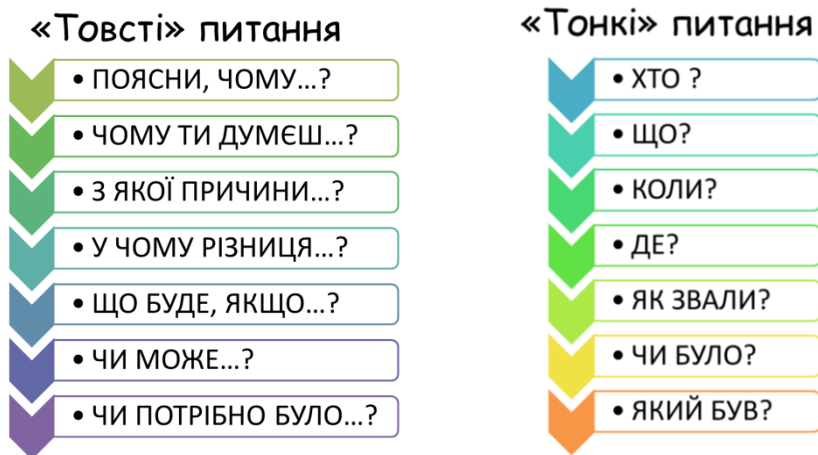 «Товсті» питання
• ПОЯСНИ, ЧОМУ...?
• ЧОМУ ТИ ДУМЄШ...?
• З ЯКОЇ ПРИЧИНИ...?
• У ЧОМУ РІЗНИЦЯ...?
• ЩО БУДЕ, ЯКЩО...?
• ЧИ МОЖЕ...?
• ЧИ ПОТРІБНО БУЛО...?
«Тонкі» питання
• ХТО ?
• ЩО?
• КОЛИ?
• ДЕ?
• ЯК ЗВАЛИ?
• ЧИ БУЛО?
• ЯКИЙ БУВ?